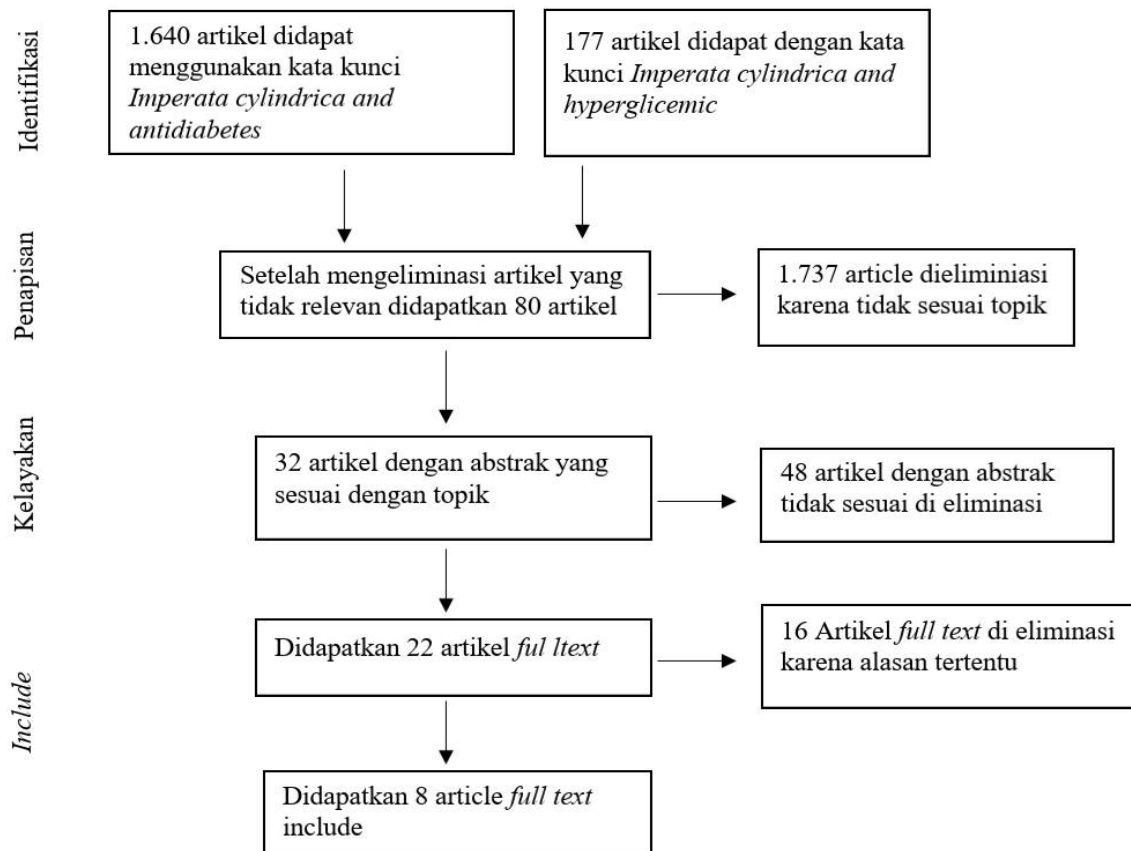 Identifikasi
1.640 artikel didapat
menggunakan kata kunci
Imperata cylindrica and
antidiabetes
177 artikel didapat dengan kata
kunci Imperata cylindrica and
hyperglicemic
Penapisan
Setelah mengeliminasi artikel yang
tidak relevan didapatkan 80 artikel
1.737 article dieliminiasi
karena tidak sesuai topik
Kelayakan
32 artikel dengan abstrak yang
sesuai dengan topik
48 artikel dengan abstrak
tidak sesuai di eliminasi
Include
Didapatkan 22 artikel ful ltext
16 Artikel full text di eliminasi
karena alasan tertentu
Didapatkan 8 article full text
include